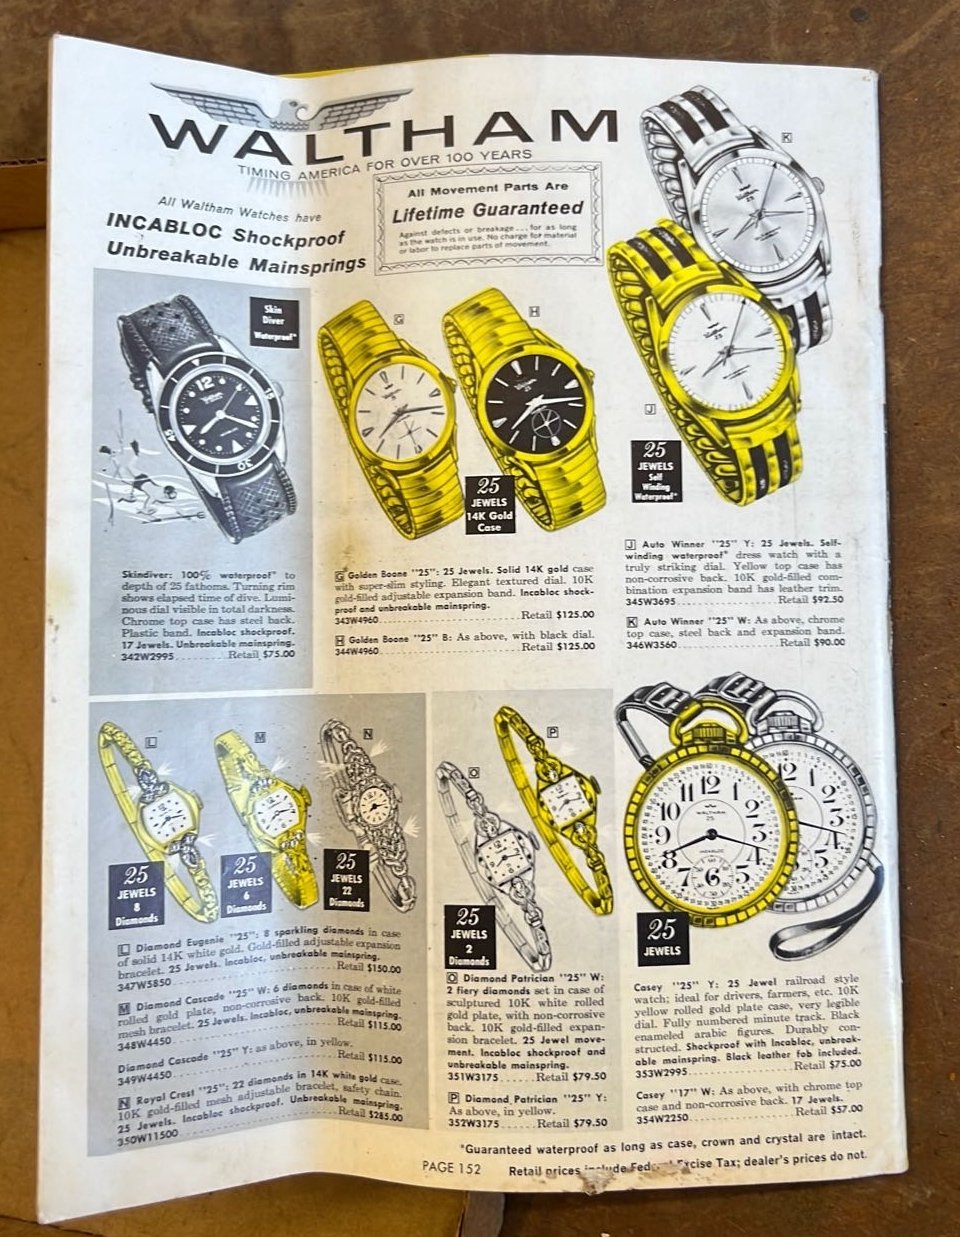 WALTHAM
TIMING AMERICA FOR OVER 100 YEARS
All Waltham Watches have
INCABLOC Shockproof
Unbreakable Mainsprings
All Movement Parts Are
Lifetime Guaranteed
Against defects or breakage ... for as long
as the watch is in use. No charge for material
or labor to replace parts of movement.
K
Skin
Diver
Waterproof*
G
H
J
25
JEWELS
14K Gold
Case
25
JEWELS
Self
Winding
Waterproof*
Skindiver: 100% waterproof* to
depth of 25 fathoms. Turning rim
shows elapsed time of dive. Lumi-
nous dial visible in total darkness.
Chrome top case has steel back.
Plastic band. Incabloc shockproof.
17 Jewels. Unbreakable mainspring.
342W2995 Retail $75.00
G Golden Boone "25": 25 Jewels. Solid 14K gold case
with super-slim styling. Elegant textured dial. 10K
gold-filled adjustable expansion band. Incabloc shock-
proof and unbreakable mainspring.
343W4960 Retail $125.00
H Golden Boone "25" B: As above, with black dial.
344W4960 Retail $125.00
J Auto Winner "25" Y: 25 Jewels. Self-
winding waterproof* dress watch with a
truly striking dial. Yellow top case has
non-corrosive back. 10K gold-filled com-
bination expansion band has leather trim.
345W3695 Retail $92.50
K Auto Winner "25" W: As above, chrome
top case, steel back and expansion band.
346W3560 Retail $90.00
L
M
N
25
JEWELS
8
Diamonds
25
JEWELS
6
Diamonds
25
JEWELS
22
Diamonds
L Diamond Eugenie "25": 8 sparkling diamonds in case
of solid 14K white gold. Gold-filled adjustable expansion
bracelet. 25 Jewels. Incabloc, unbreakable mainspring.
347W5850 Retail $150.00
M Diamond Cascade "25" W: 6 diamonds in case of white
rolled gold plate, non-corrosive back. 10K gold-filled
mesh bracelet. 25 Jewels. Incabloc, unbreakable mainspring.
348W4450 Retail $115.00
Diamond Cascade "25" Y: as above, in yellow.
349W4450 Retail $115.00
N Royal Crest "25": 22 diamonds in 14K white gold case.
10K gold-filled mesh adjustable bracelet, safety chain.
25 Jewels. Incabloc shockproof. Unbreakable mainspring.
350W11500 Retail $285.00
O
P
25
JEWELS
2
Diamonds
O Diamond Patrician "25" W:
2 fiery diamonds set in case of
sculptured 10K white rolled
gold plate, with non-corrosive
back. 10K gold-filled expan-
sion bracelet. 25 Jewel move-
ment. Incabloc shockproof and
unbreakable mainspring.
351W3175 Retail $79.50
P Diamond Patrician "25" Y:
As above, in yellow.
352W3175 Retail $79.50
WALTHAM
25
INCABLOC
25
JEWELS
Casey "25" Y: 25 Jewel railroad style
watch; ideal for drivers, farmers, etc. 10K
yellow rolled gold plate case, very legible
dial. Fully numbered minute track. Black
enameled arabic figures. Durably con-
structed. Shockproof with Incabloc, unbreak-
able mainspring. Black leather fob included.
353W2995 Retail $75.00
Casey "17" W: As above, with chrome top
case and non-corrosive back. 17 Jewels.
354W2250 Retail $57.00
*Guaranteed waterproof as long as case, crown and crystal are intact.
PAGE 152 Retail prices include Federal Excise Tax; dealer's prices do not.